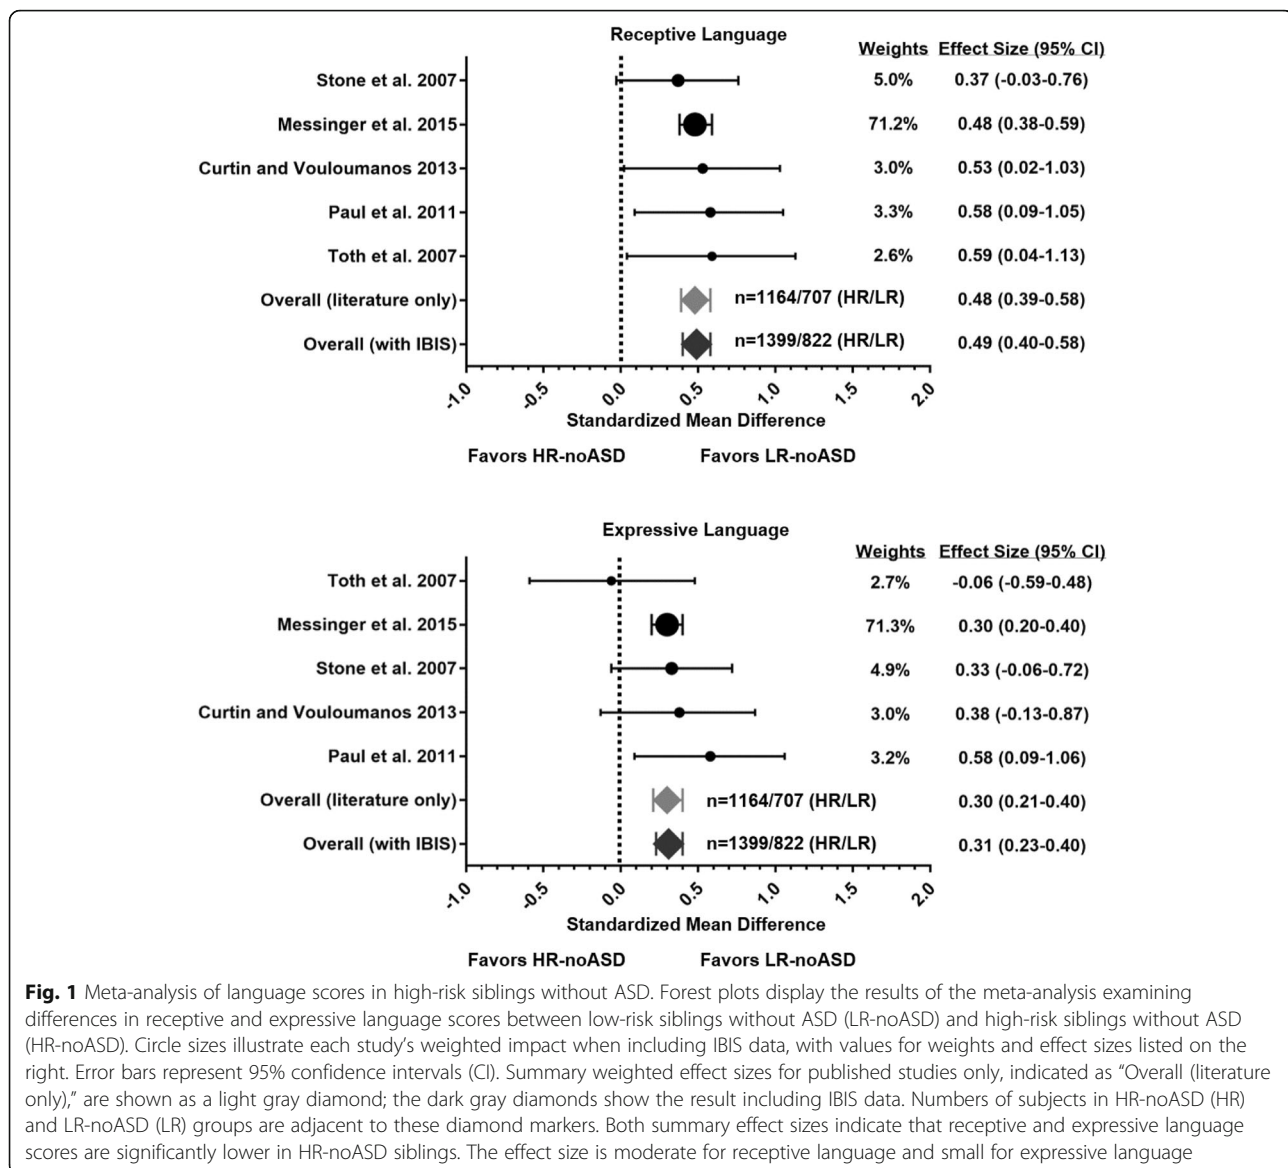 Receptive Language
Weights Effect Size (95% CI)
Stone et al. 2007 5.0% 0.37 (-0.03-0.76)
Messinger et al. 2015 71.2% 0.48 (0.38-0.59)
Curtin and Vouloumanos 2013 3.0% 0.53 (0.02-1.03)
Paul et al. 2011 3.3% 0.58 (0.09-1.05)
Toth et al. 2007 2.6% 0.59 (0.04-1.13)
Overall (literature only) n=1164/707 (HR/LR) 0.48 (0.39-0.58)
Overall (with IBIS) n=1399/822 (HR/LR) 0.49 (0.40-0.58)
-1.0 -0.5 0.0 0.5 1.0 1.5 2.0
Standardized Mean Difference
Favors HR-noASD Favors LR-noASD
Expressive Language
Weights Effect Size (95% CI)
Toth et al. 2007 2.7% -0.06 (-0.59-0.48)
Messinger et al. 2015 71.3% 0.30 (0.20-0.40)
Stone et al. 2007 4.9% 0.33 (-0.06-0.72)
Curtin and Vouloumanos 2013 3.0% 0.38 (-0.13-0.87)
Paul et al. 2011 3.2% 0.58 (0.09-1.06)
Overall (literature only) n=1164/707 (HR/LR) 0.30 (0.21-0.40)
Overall (with IBIS) n=1399/822 (HR/LR) 0.31 (0.23-0.40)
-1.0 -0.5 0.0 0.5 1.0 1.5 2.0
Standardized Mean Difference
Favors HR-noASD Favors LR-noASD
Fig. 1 Meta-analysis of language scores in high-risk siblings without ASD. Forest plots display the results of the meta-analysis examining
differences in receptive and expressive language scores between low-risk siblings without ASD (LR-noASD) and high-risk siblings without ASD
(HR-noASD). Circle sizes illustrate each study's weighted impact when including IBIS data, with values for weights and effect sizes listed on the
right. Error bars represent 95% confidence intervals (CI). Summary weighted effect sizes for published studies only, indicated as "Overall (literature
only)," are shown as a light gray diamond; the dark gray diamonds show the result including IBIS data. Numbers of subjects in HR-noASD (HR)
and LR-noASD (LR) groups are adjacent to these diamond markers. Both summary effect sizes indicate that receptive and expressive language
scores are significantly lower in HR-noASD siblings. The effect size is moderate for receptive language and small for expressive language